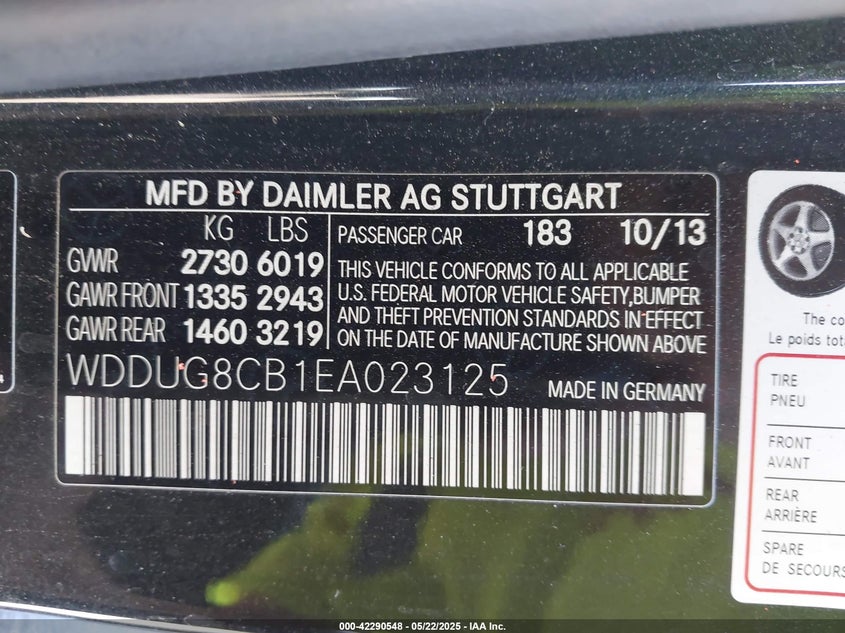 MFD BY DAIMLER AG STUTTGART
KG LBS
GVWR 2730 6019
GAWR FRONT 1335 2943
GAWR REAR 1460 3219
PASSENGER CAR 183 10/13
THIS VEHICLE CONFORMS TO ALL APPLICABLE
U.S. FEDERAL MOTOR VEHICLE SAFETY, BUMPER
AND THEFT PREVENTION STANDARDS IN EFFECT
ON THE DATE OF MANUFACTURE SHOWN ABOVE
WDDUG8CB1EA023125 MADE IN GERMANY
The co
Le poids tota
TIRE
PNEU
FRONT
AVANT
REAR
ARRIÈRE
SPARE
DE SECOURS
000-42290548 - 05/22/2025 - IAA Inc.